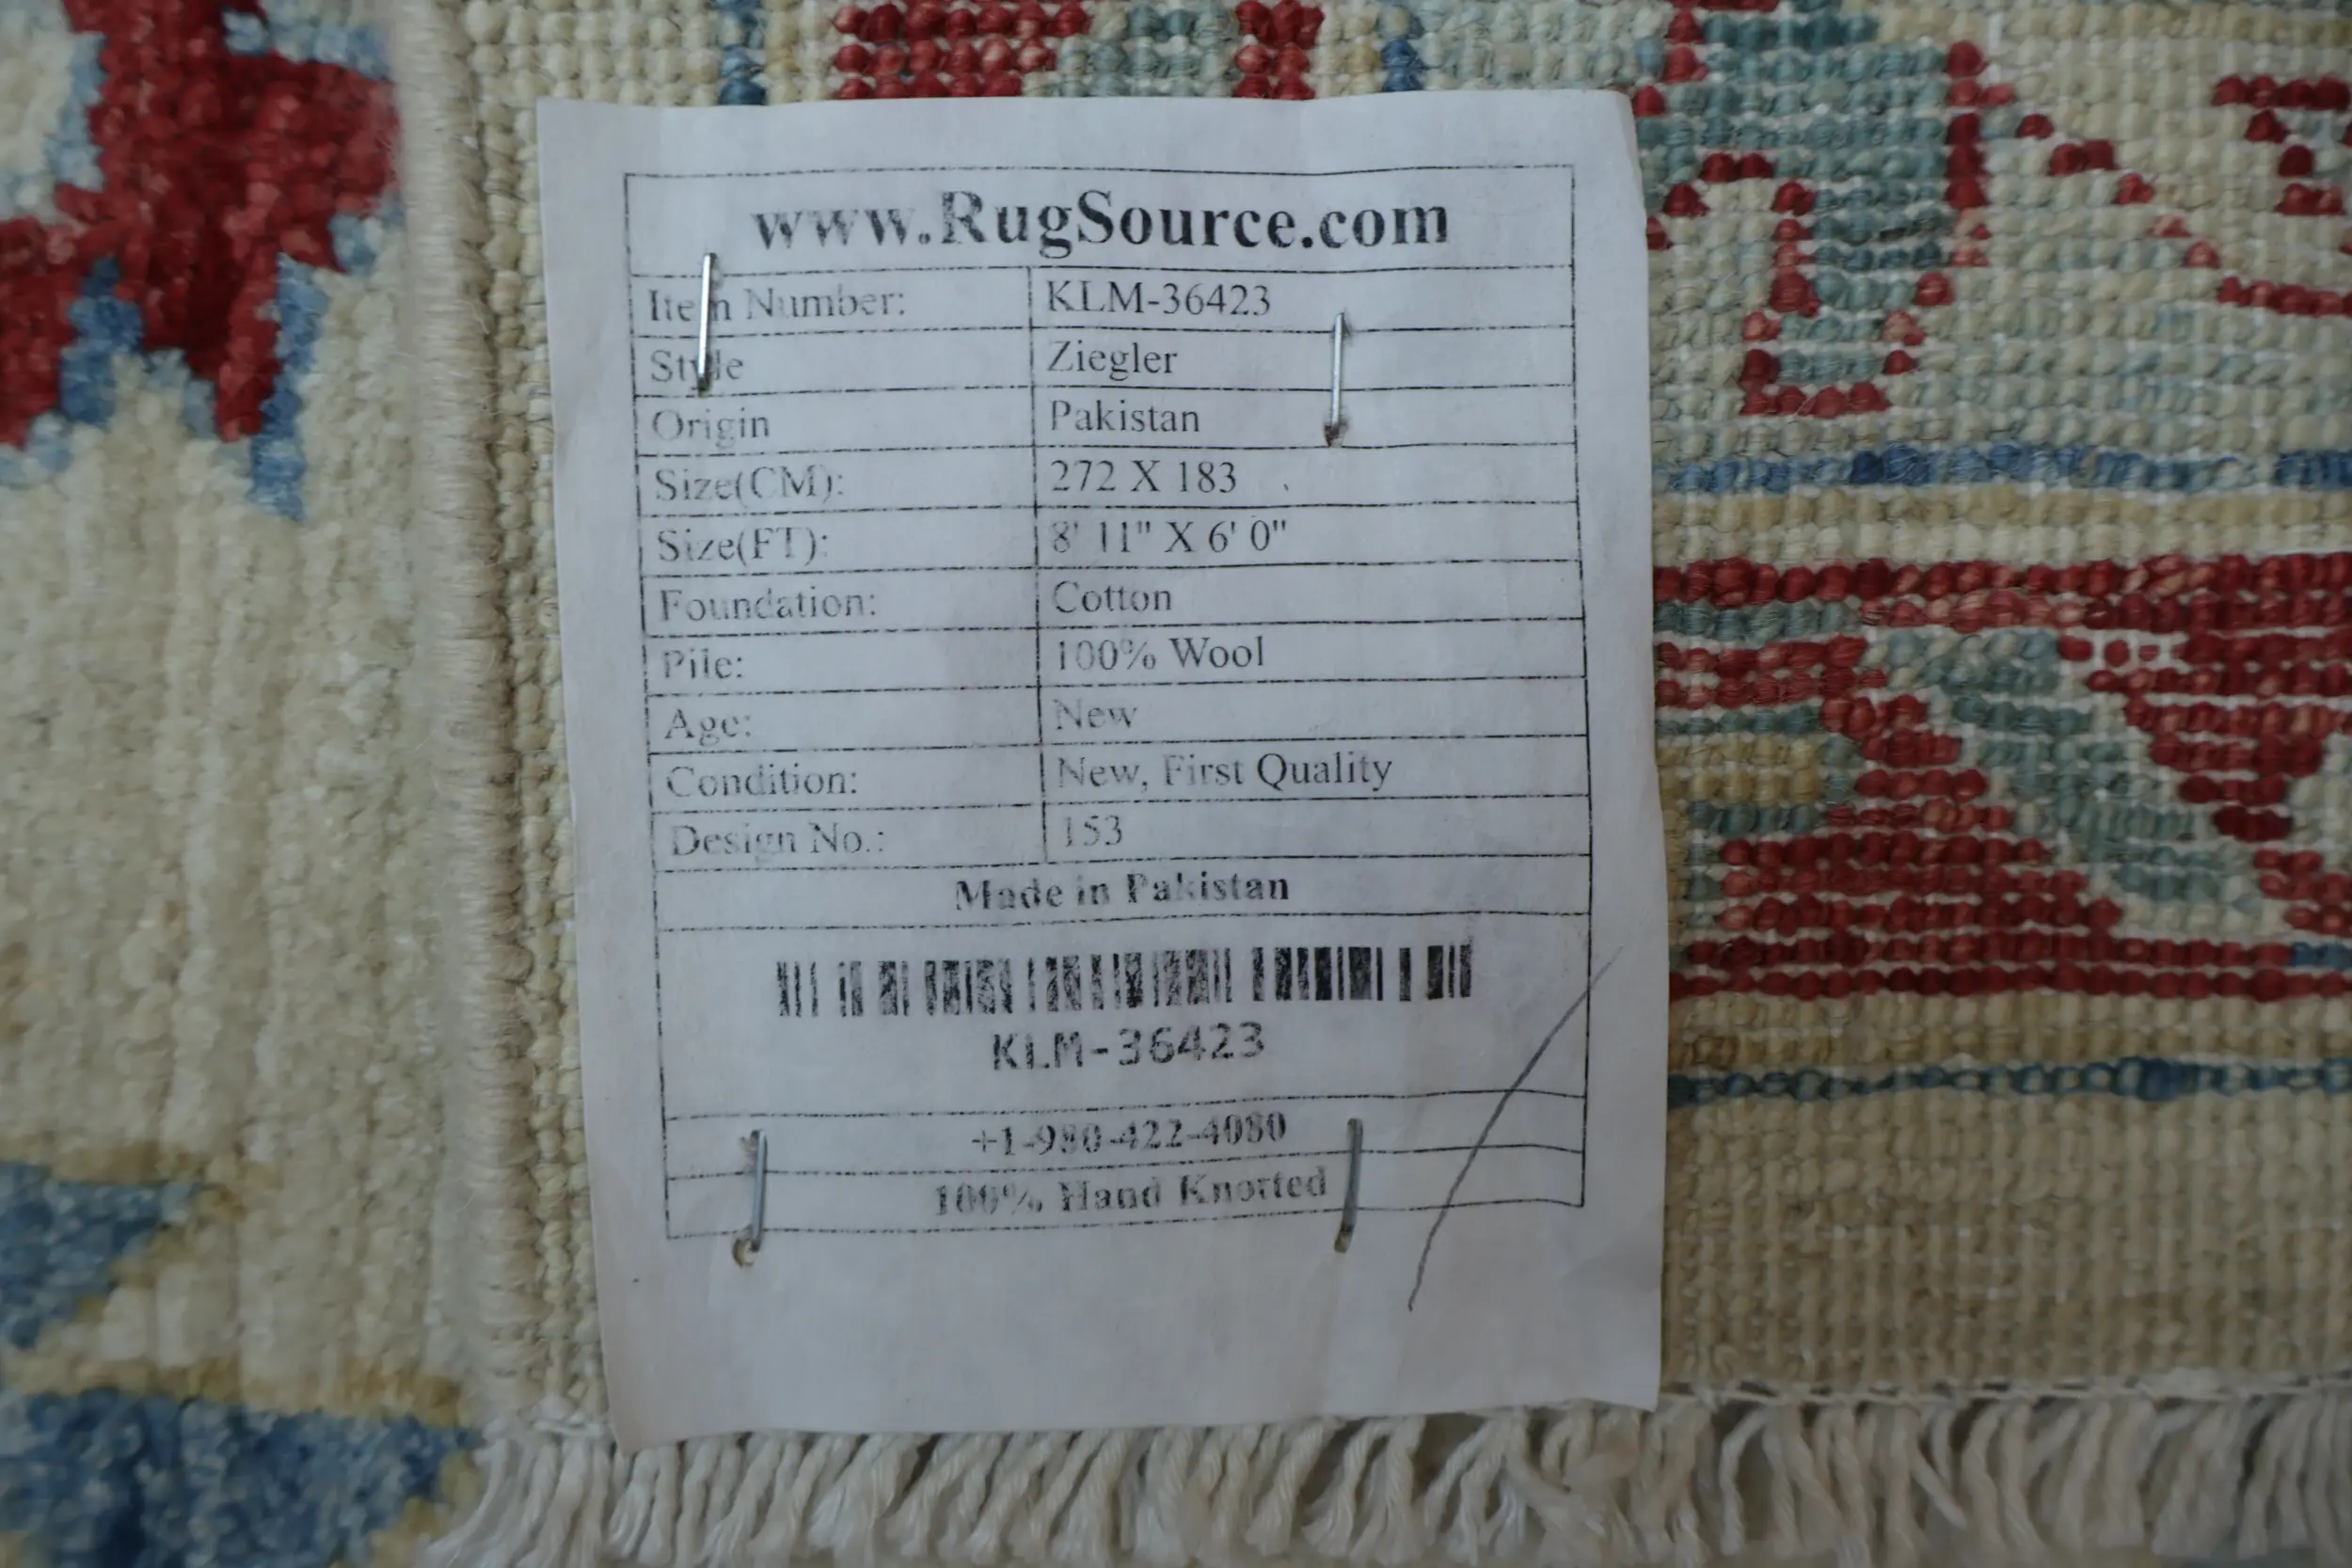 www.RugSource.com
Item Number: KLM-36423
Style Ziegler
Origin Pakistan
Size(CM): 272 X 183
Size(FT): 8' 11" X 6' 0"
Foundation: Cotton
Pile: 100% Wool
Age: New
Condition: New, First Quality
Design No.: 153
Made in Pakistan
KLM-36423
+1-980-422-4080
100% Hand Knotted